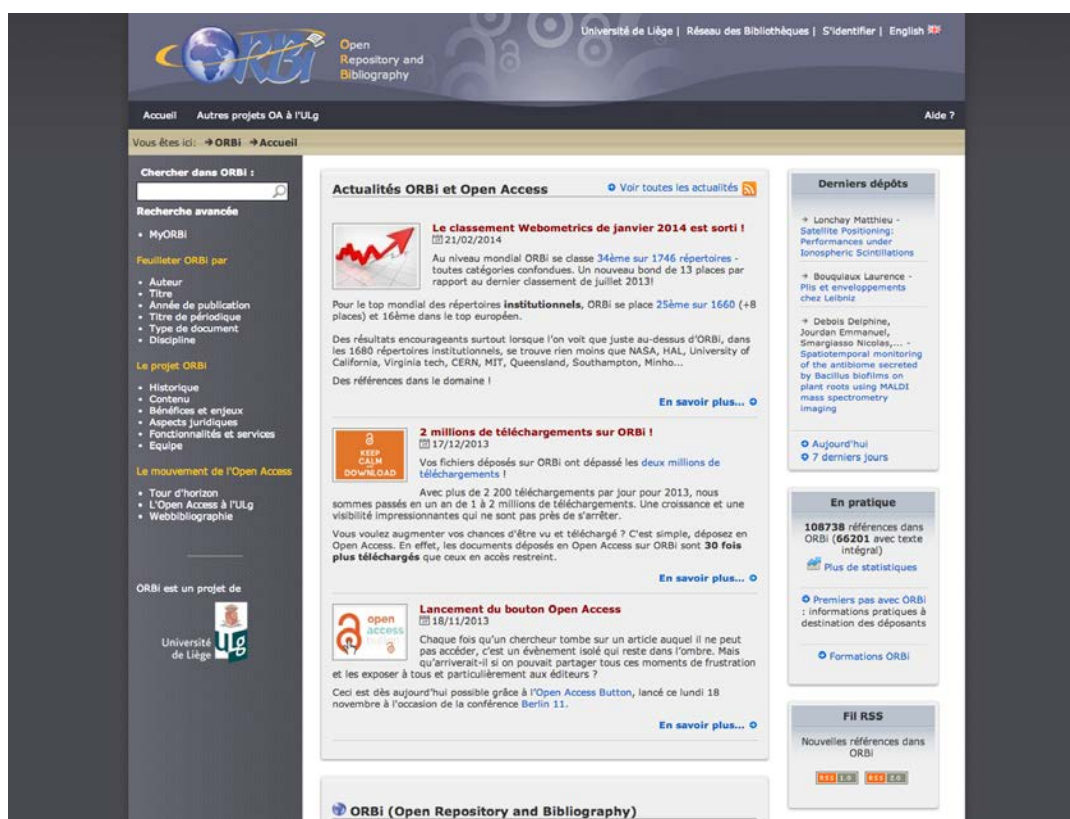 ORBi
Open
Repository and
Bibliography
Université de Liège | Réseau des Bibliothèques | S'identifier | English
Accueil Autres projets OA à l'ULg
Aide ?
Vous êtes ici: → ORBi → Accueil
Chercher dans ORBi :
Recherche avancée
• MyORBi
Feuilleter ORBi par
• Auteur
• Titre
• Année de publication
• Titre de périodique
• Type de document
• Discipline
Le projet ORBi
• Historique
• Contenu
• Bénéfices et enjeux
• Aspects juridiques
• Fonctionnalités et services
• Equipe
Le mouvement de l'Open Access
• Tour d'horizon
• L'Open Access à l'ULg
• Webbibliographie
ORBi est un projet de
Université
de Liège
ULg
Actualités ORBi et Open Access
Voir toutes les actualités
Le classement Webometrics de janvier 2014 est sorti !
21/02/2014
Au niveau mondial ORBi se classe 34ème sur 1746 répertoires -
toutes catégories confondues. Un nouveau bond de 13 places par
rapport au dernier classement de juillet 2013!
Pour le top mondial des répertoires institutionnels, ORBi se place 25ème sur 1660 (+8
places) et 16ème dans le top européen.
Des résultats encourageants surtout lorsque l'on voit que juste au-dessus d'ORBi, dans
les 1680 répertoires institutionnels, se trouve rien moins que NASA, HAL, University of
California, Virginia tech, CERN, MIT, Queensland, Southampton, Minho...
Des références dans le domaine !
En savoir plus...
KEEP
CALM
AND
DOWNLOAD
2 millions de téléchargements sur ORBi !
17/12/2013
Vos fichiers déposés sur ORBi ont dépassé les deux millions de
téléchargements !
Avec plus de 2 200 téléchargements par jour pour 2013, nous
sommes passés en un an de 1 à 2 millions de téléchargements. Une croissance et une
visibilité impressionnantes qui ne sont pas près de s'arrêter.
Vous voulez augmenter vos chances d'être vu et téléchargé ? C'est simple, déposez en
Open Access. En effet, les documents déposés en Open Access sur ORBi sont 30 fois
plus téléchargés que ceux en accès restreint.
En savoir plus...
open
access
button
Lancement du bouton Open Access
18/11/2013
Chaque fois qu'un chercheur tombe sur un article auquel il ne peut
pas accéder, c'est un évènement isolé qui reste dans l'ombre. Mais
qu'arriverait-il si on pouvait partager tous ces moments de frustration
et les exposer à tous et particulièrement aux éditeurs ?
Ceci est dès aujourd'hui possible grâce à l'Open Access Button, lancé ce lundi 18
novembre à l'occasion de la conférence Berlin 11.
En savoir plus...
ORBi (Open Repository and Bibliography)
Derniers dépôts
→ Lonchay Matthieu -
Satellite Positioning:
Performances under
Ionospheric Scintillations
→ Bouquiaux Laurence -
Plis et enveloppements
chez Leibniz
→ Debois Delphine,
Jourdan Emmanuel,
Smargiasso Nicolas,... -
Spatiotemporal monitoring
of the antibiome secreted
by Bacillus biofilms on
plant roots using MALDI
mass spectrometry
imaging
Aujourd'hui
7 derniers jours
En pratique
108738 références dans
ORBi (66201 avec texte
intégral)
Plus de statistiques
Premiers pas avec ORBi
: informations pratiques à
destination des déposants
Formations ORBi
Fil RSS
Nouvelles références dans
ORBi
RSS 1.0 RSS 2.0